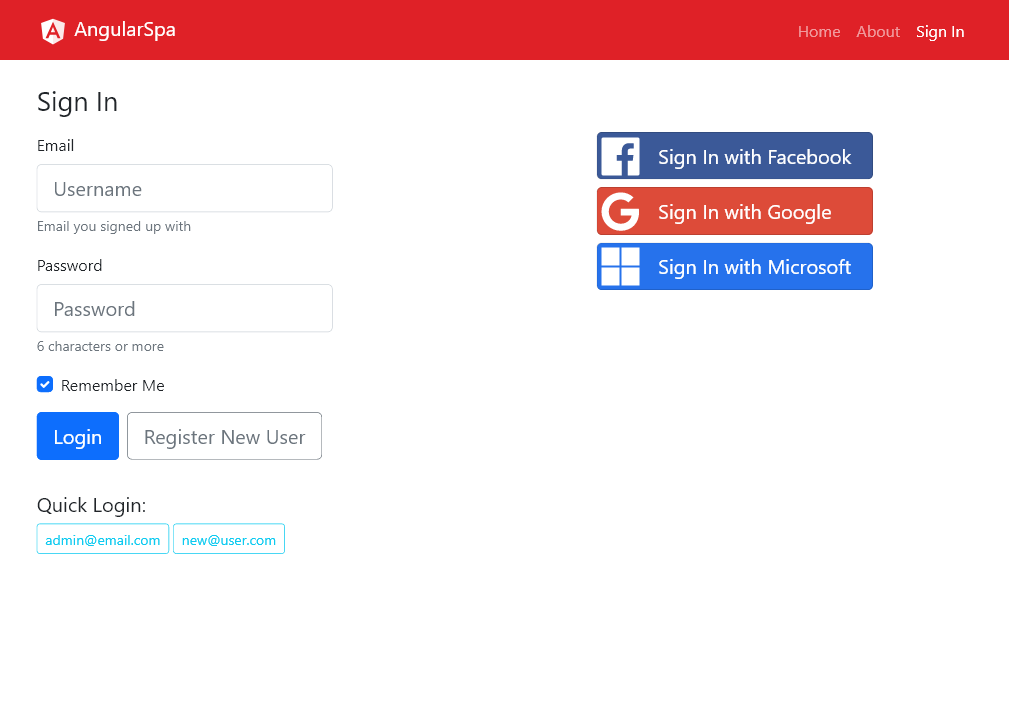 AngularSpa
Home About Sign In
Sign In
Email
Username
Email you signed up with
Password
Password
6 characters or more
Remember Me
Login Register New User
Quick Login:
admin@email.com new@user.com
Sign In with Facebook
Sign In with Google
Sign In with Microsoft